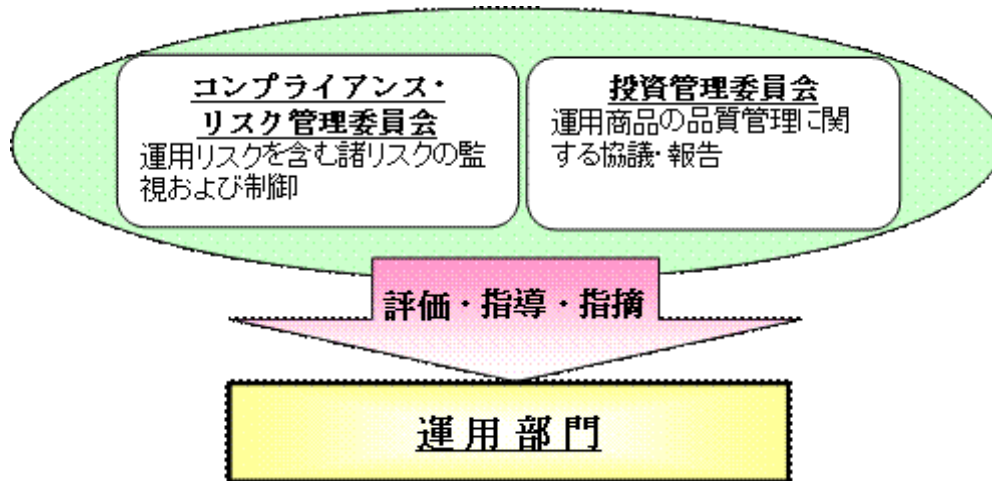 コンプライアンス・
リスク管理委員会
運用リスクを含む諸リスクの監
視および制御
投資管理委員会
運用商品の品質管理に関
する協議・報告
評価・指導・指摘
運用部門